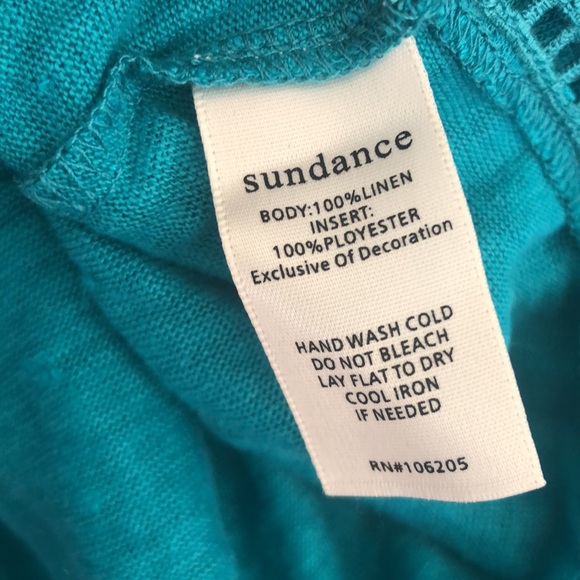 sundance
BODY:100%LINEN
INSERT:
100%PLOYESTER
Exclusive Of Decoration
HAND WASH COLD
DO NOT BLEACH
LAY FLAT TO DRY
COOL IRON
IF NEEDED
RN#106205